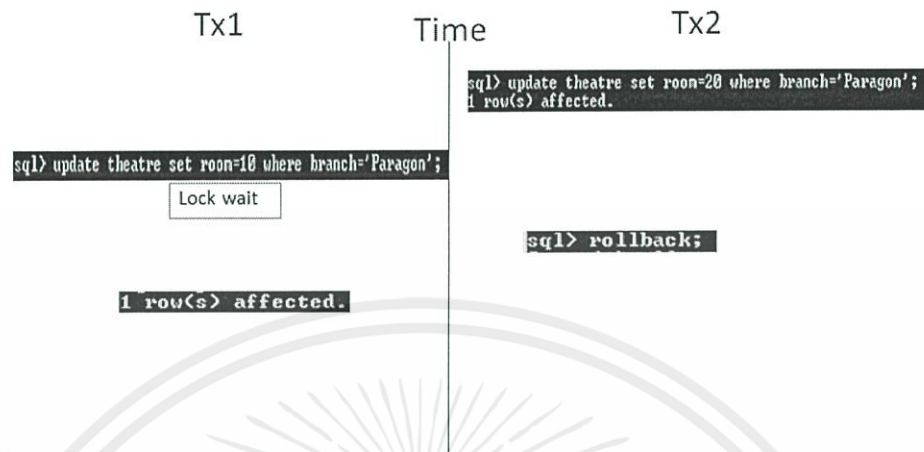 Tx1
Time
Tx2
sql> update theatre set room=20 where branch='Paragon';
1 row(s) affected.
sql> update theatre set room=10 where branch='Paragon';
Lock wait
sql> rollback;
1 row(s) affected.